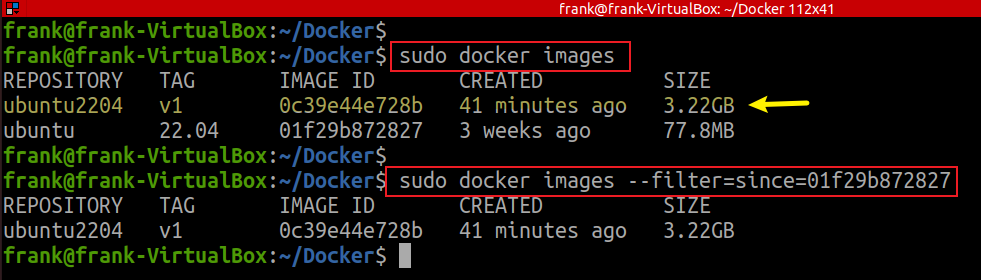 frank@frank-VirtualBox: ~/Docker 112x41
frank@frank-VirtualBox:~/Docker$
frank@frank-VirtualBox:~/Docker$ sudo docker images
REPOSITORY TAG IMAGE ID CREATED SIZE
ubuntu2204 v1 0c39e44e728b 41 minutes ago 3.22GB
ubuntu 22.04 01f29b872827 3 weeks ago 77.8MB
frank@frank-VirtualBox:~/Docker$
frank@frank-VirtualBox:~/Docker$ sudo docker images --filter=since=01f29b872827
REPOSITORY TAG IMAGE ID CREATED SIZE
ubuntu2204 v1 0c39e44e728b 41 minutes ago 3.22GB
frank@frank-VirtualBox:~/Docker$